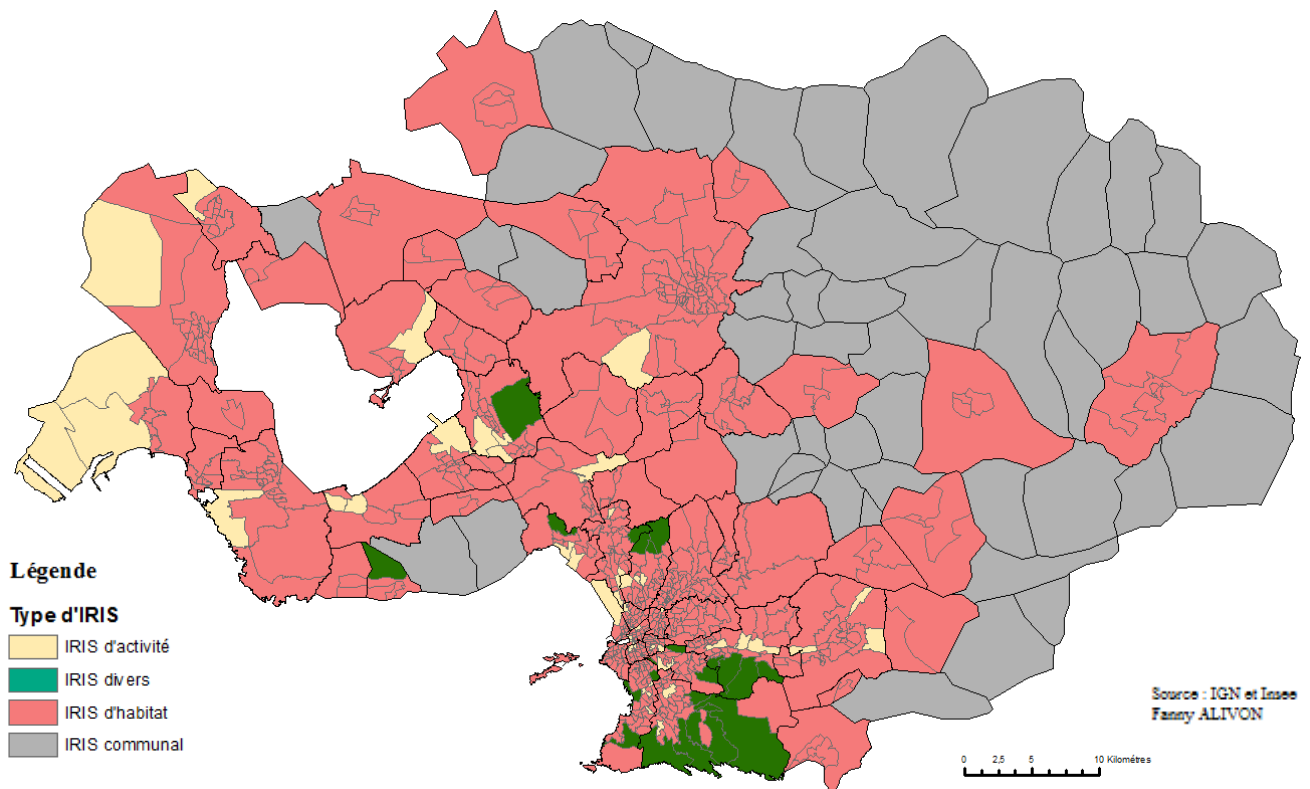 Légende
Type d'IRIS
IRIS d'activité
IRIS divers
IRIS d'habitat
IRIS communal
Source : IGN et Insee
Fanny ALIVON
0 2,5 5 10 Kilomètres